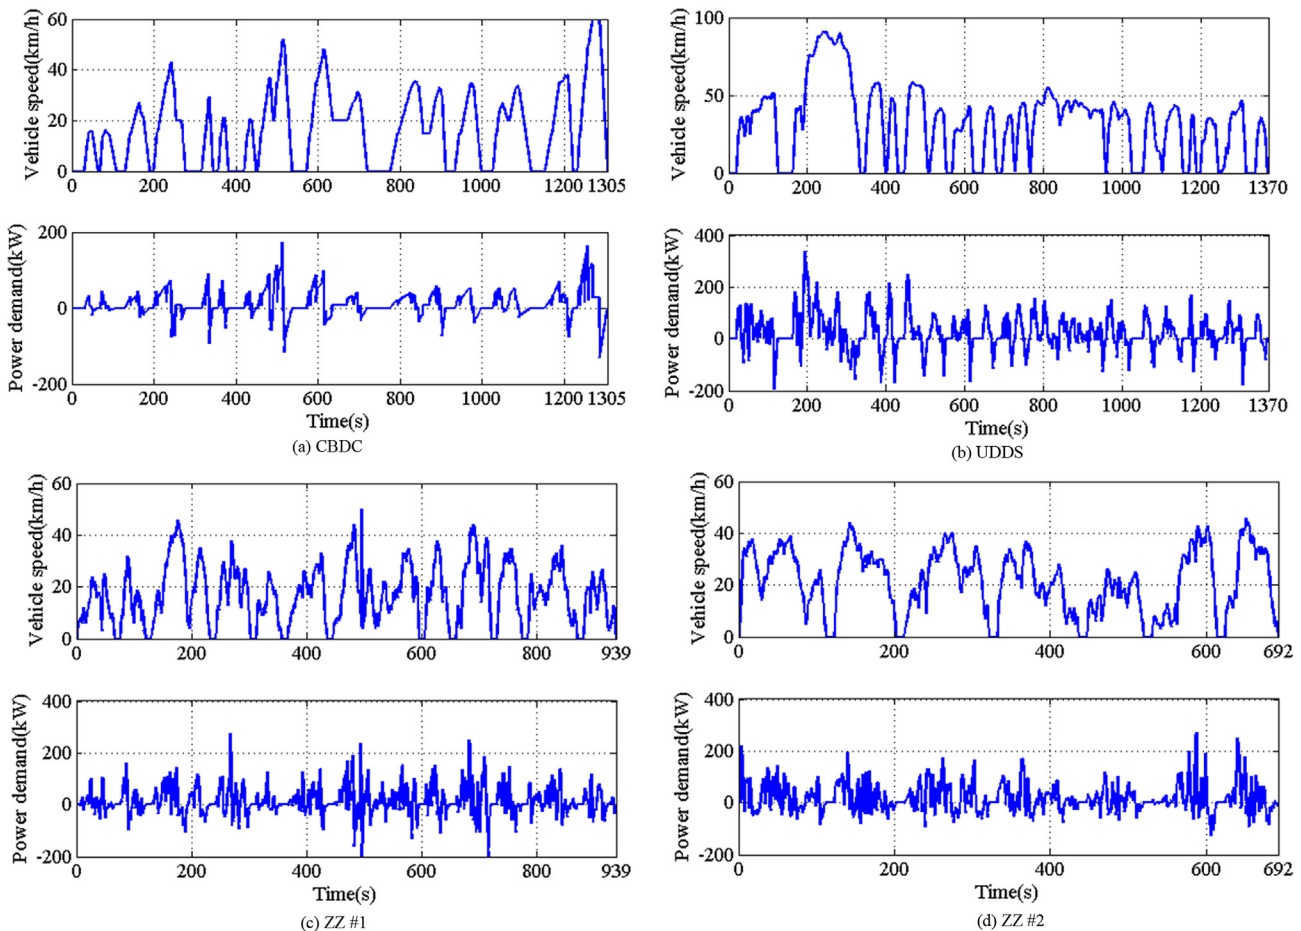 Vehicle speed(km/h)
60
40
20
0
0 200 400 600 800 1000 1200 1305
Power demand(kW)
200
0
-200
0 200 400 600 800 1000 1200 1305
Time(s)
(a) CBDC
Vehicle speed(km/h)
100
50
0
0 200 400 600 800 1000 1200 1370
Power demand(kW)
400
200
0
-200
0 200 400 600 800 1000 1200 1370
Time(s)
(b) UDDS
Vehicle speed(km/h)
60
40
20
0
0 200 400 600 800 939
Power demand(kW)
400
200
0
-200
0 200 400 600 800 939
Time(s)
(c) ZZ #1
Vehicle speed(km/h)
60
40
20
0
0 200 400 600 692
Power demand(kW)
400
200
0
-200
0 200 400 600 692
Time(s)
(d) ZZ #2